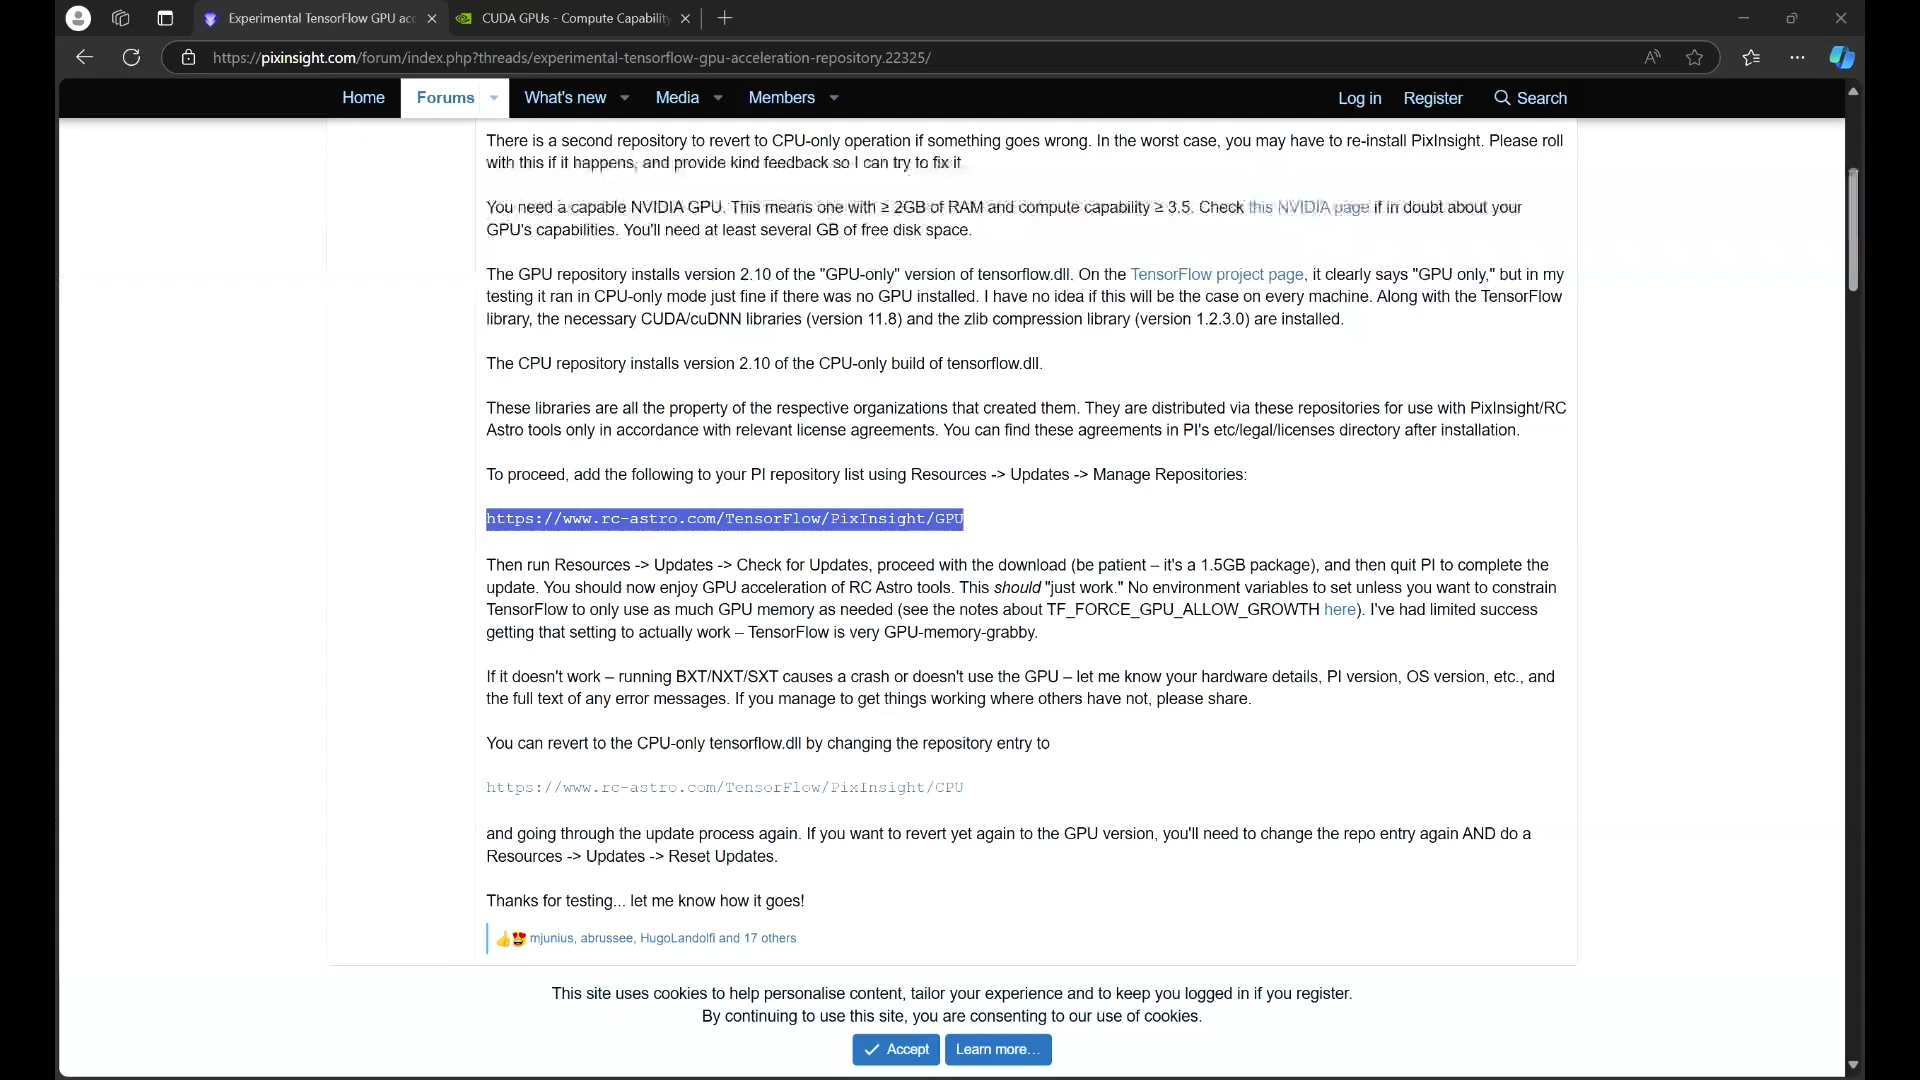 Experimental TensorFlow GPU acc
CUDA GPUs - Compute Capability
https://pixinsight.com/forum/index.php?threads/experimental-tensorflow-gpu-acceleration-repository.22325/
Home Forums What's new Media Members Log in Register Search
There is a second repository to revert to CPU-only operation if something goes wrong. In the worst case, you may have to re-install PixInsight. Please roll
with this if it happens, and provide kind feedback so I can try to fix it
You need a capable NVIDIA GPU. This means one with ≥ 2GB of RAM and compute capability ≥ 3.5. Check this NVIDIA page if in doubt about your
GPU's capabilities. You'll need at least several GB of free disk space.
The GPU repository installs version 2.10 of the "GPU-only" version of tensorflow.dll. On the TensorFlow project page, it clearly says "GPU only," but in my
testing it ran in CPU-only mode just fine if there was no GPU installed. I have no idea if this will be the case on every machine. Along with the TensorFlow
library, the necessary CUDA/cuDNN libraries (version 11.8) and the zlib compression library (version 1.2.3.0) are installed.
The CPU repository installs version 2.10 of the CPU-only build of tensorflow.dll.
These libraries are all the property of the respective organizations that created them. They are distributed via these repositories for use with PixInsight/RC
Astro tools only in accordance with relevant license agreements. You can find these agreements in PI's etc/legal/licenses directory after installation.
To proceed, add the following to your PI repository list using Resources -> Updates -> Manage Repositories:
https://www.rc-astro.com/TensorFlow/PixInsight/GPU
Then run Resources -> Updates -> Check for Updates, proceed with the download (be patient – it's a 1.5GB package), and then quit PI to complete the
update. You should now enjoy GPU acceleration of RC Astro tools. This should "just work." No environment variables to set unless you want to constrain
TensorFlow to only use as much GPU memory as needed (see the notes about TF_FORCE_GPU_ALLOW_GROWTH here). I've had limited success
getting that setting to actually work – TensorFlow is very GPU-memory-grabby.
If it doesn't work – running BXT/NXT/SXT causes a crash or doesn't use the GPU – let me know your hardware details, PI version, OS version, etc., and
the full text of any error messages. If you manage to get things working where others have not, please share.
You can revert to the CPU-only tensorflow.dll by changing the repository entry to
https://www.rc-astro.com/TensorFlow/PixInsight/CPU
and going through the update process again. If you want to revert yet again to the GPU version, you'll need to change the repo entry again AND do a
Resources -> Updates -> Reset Updates.
Thanks for testing... let me know how it goes!
mjunius, abrussee, HugoLandolfi and 17 others
This site uses cookies to help personalise content, tailor your experience and to keep you logged in if you register.
By continuing to use this site, you are consenting to our use of cookies.
Accept Learn more…